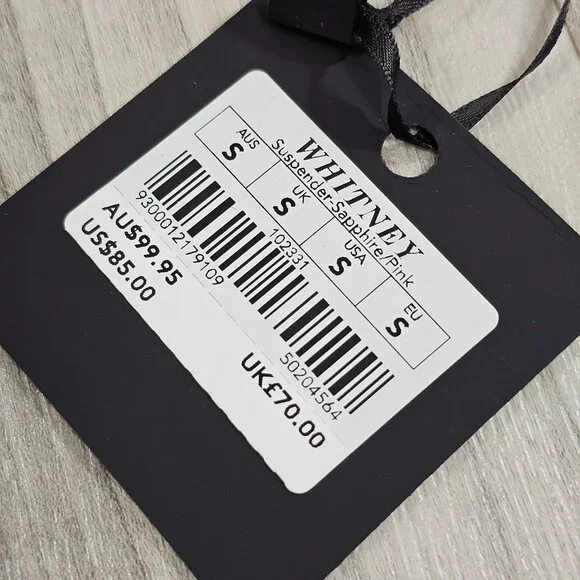 WHITNEY
Suspender-Sapphire/Pink
AUS UK USA EU
S S S S
102331
9300012179109 50204564
AU$99.95
US$85.00 UK£70.00